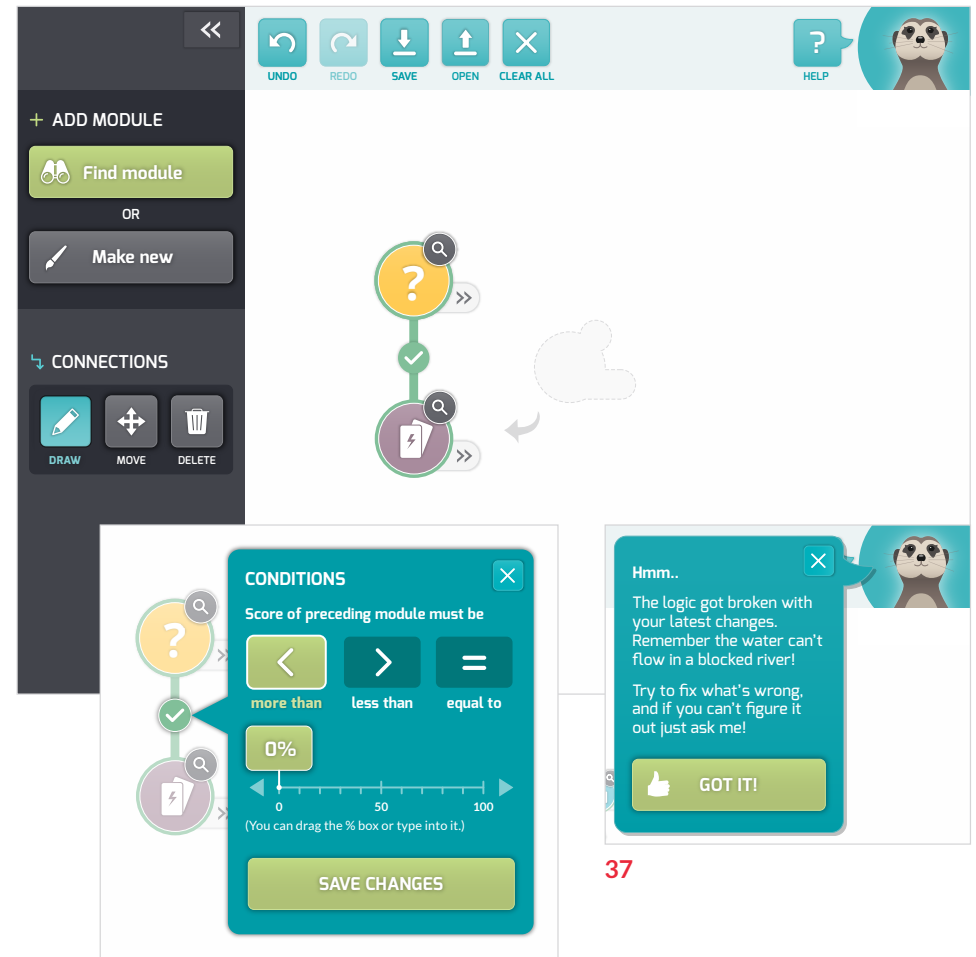 UNDO
REDO
SAVE
OPEN
CLEAR ALL
?
HELP
+ ADD MODULE
Find module
OR
Make new
CONNECTIONS
DRAW
MOVE
DELETE
?
CONDITIONS
Score of preceding module must be
<
>
=
more than
less than
equal to
0%
0
50
100
(You can drag the % box or type into it.)
SAVE CHANGES
?
Hmm..
The logic got broken with
your latest changes.
Remember the water can't
flow in a blocked river!
Try to fix what's wrong,
and if you can't figure it
out just ask me!
GOT IT!
37